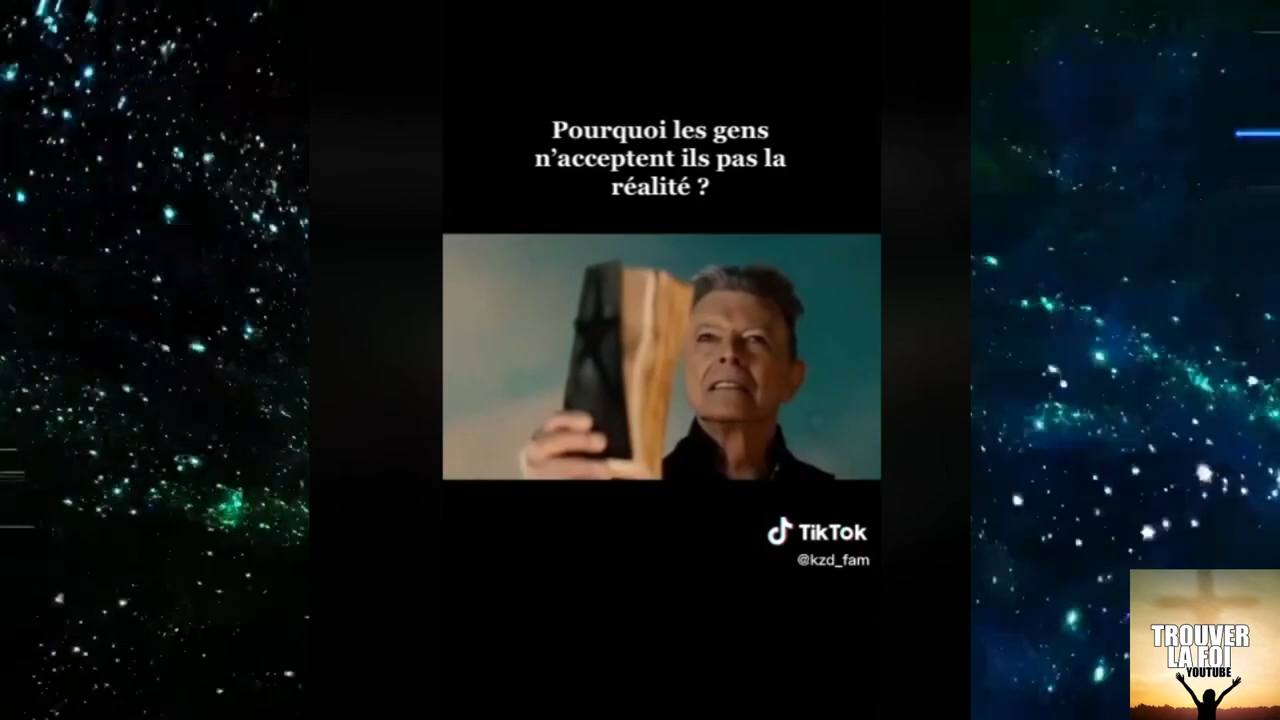 Pourquoi les gens
n’acceptent ils pas la
réalité ?
TikTok
@kzd_fam
TROUVER
LA FOI
YOUTUBE